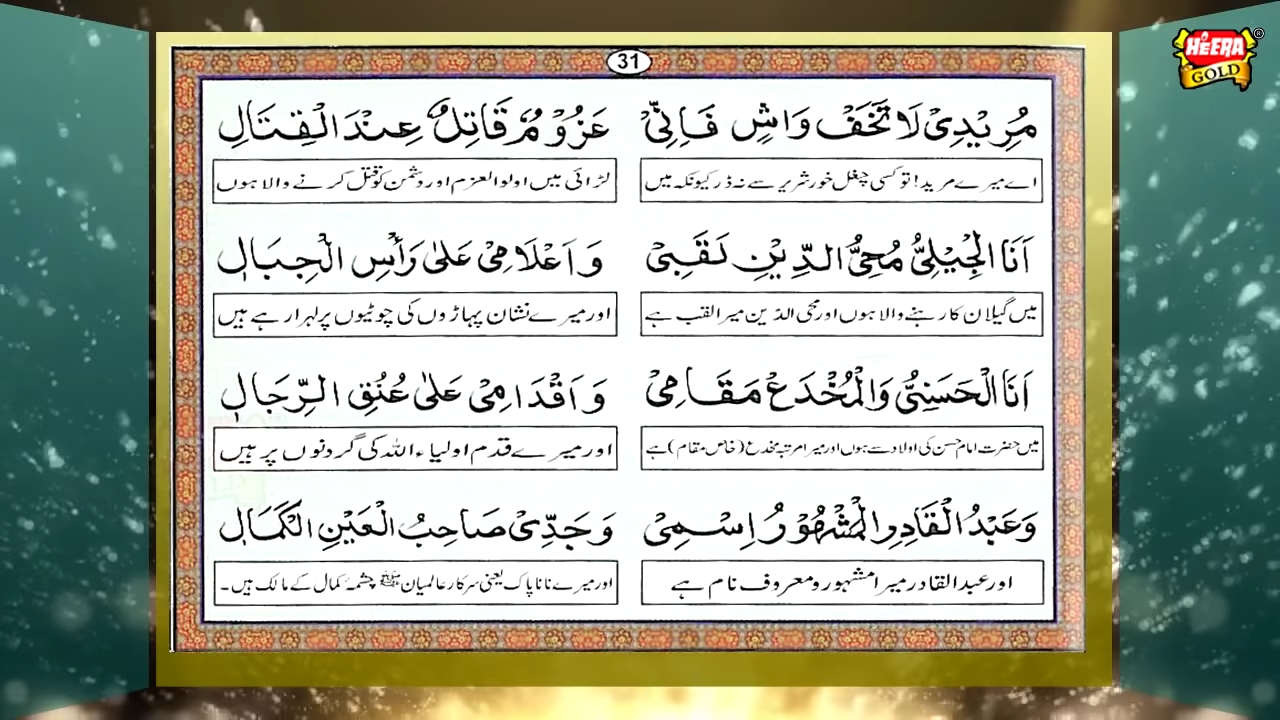 31
HEERA
GOLD
مُرِيْدِىْ لَا تَخَفْ وَاشٍ فَاِنِّىْ عَزُوْمٌ قَاتِلٌ عِنْدَ الْقِتَالِ
اے میرے مرید! تو کسی چغل خور شریر سے نہ ڈر کیونکہ میں لڑائی میں اولوالعزم اور دشمن کو قتل کرنے والا ہوں
اَنَا الْجِيْلِىُّ مُحِىُّ الدِّيْنِ لَقَبِىْ وَاَعْلَامِىْ عَلىٰ رَأْسِ الْجِبَالِ
میں گیلان کا رہنے والا ہوں اور محی الدّین میرا لقب ہے اور میرے نشان پہاڑوں کی چوٹیوں پر لہرا رہے ہیں
اَنَا الْحَسَنِىُّ وَالْمُخْدَعْ مَقَامِىْ وَاَقْدَامِىْ عَلىٰ عُنُقِ الرِّجَالِ
میں حضرت امام حسن کی اولاد سے ہوں اور میرا مرتبہ مخدع (خاص مقام) ہے اور میرے قدم اولیاء اللہ کی گردنوں پر ہیں
وَعَبْدُ الْقَادِرِ الْمَشْهُوْرُ اِسْمِىْ وَجَدِّىْ صَاحِبُ الْعَيْنِ الْكَمَالِ
اور عبدالقادر میرا مشہور و معروف نام ہے اور میرے نانا پاک یعنی سرکار عالمیان ﷺ چشمۂ کمال کے مالک ہیں۔